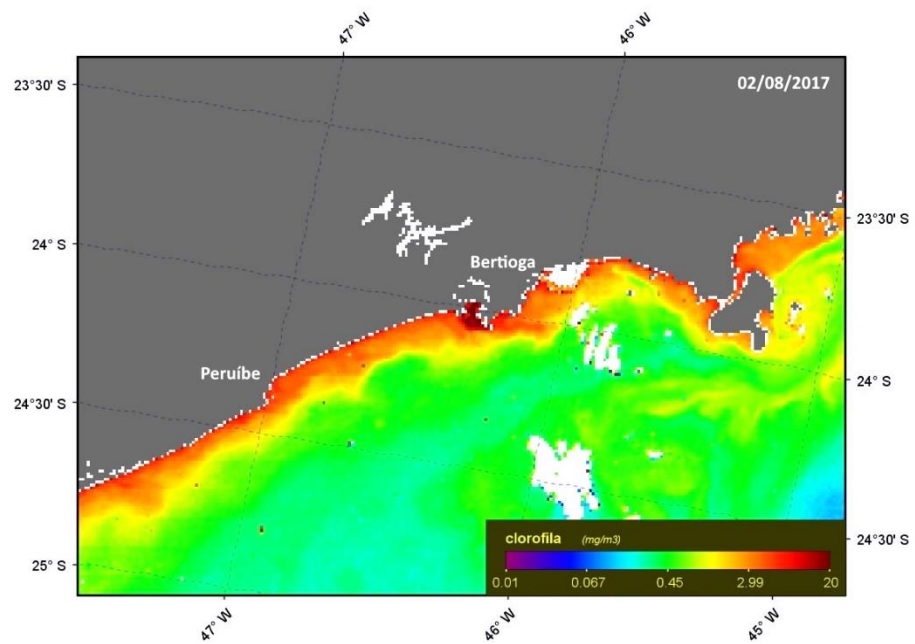 47° W
46° W
23°30' S
02/08/2017
23°30' S
24° S
Bertioga
Peruíbe
24° S
24°30' S
clorofila (mg/m3)
24°30' S
0.01 0.067 0.45 2.99 20
25° S
47° W
46° W
45° W